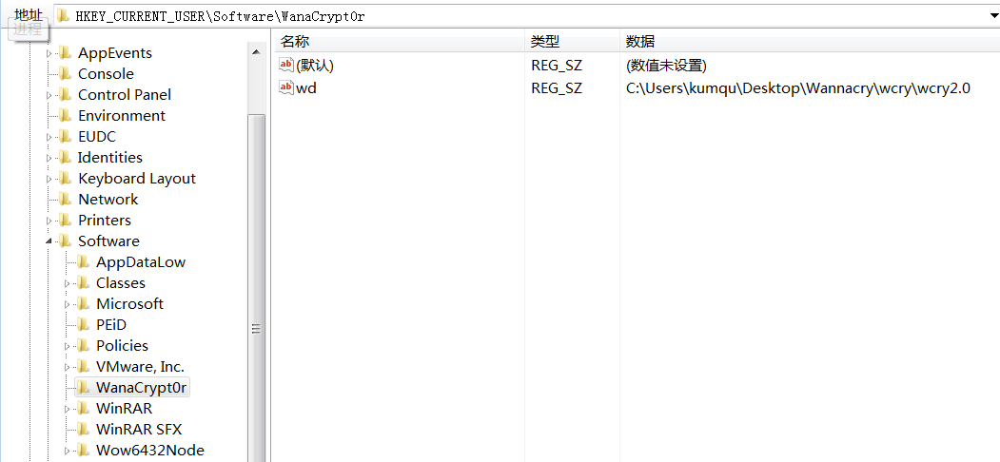 地址 HKEY_CURRENT_USER\Software\WanaCrypt0r
进程
AppEvents
Console
Control Panel
Environment
EUDC
Identities
Keyboard Layout
Network
Printers
Software
AppDataLow
Classes
Microsoft
PEiD
Policies
VMware, Inc.
WanaCrypt0r
WinRAR
WinRAR SFX
Wow6432Node
名称 类型 数据
ab (默认) REG_SZ (数值未设置)
ab wd REG_SZ C:\Users\kumqu\Desktop\Wannacry\wcry\wcry2.0